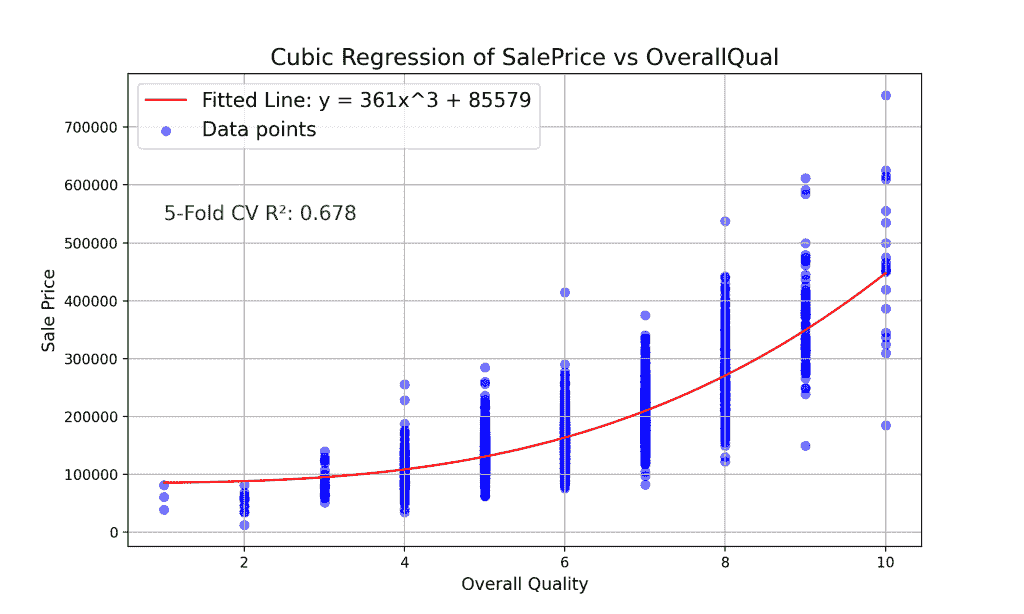 Cubic Regression of SalePrice vs OverallQual
Fitted Line: y = 361x^3 + 85579
Data points
5-Fold CV R²: 0.678
Sale Price
700000
600000
500000
400000
300000
200000
100000
0
2 4 6 8 10
Overall Quality